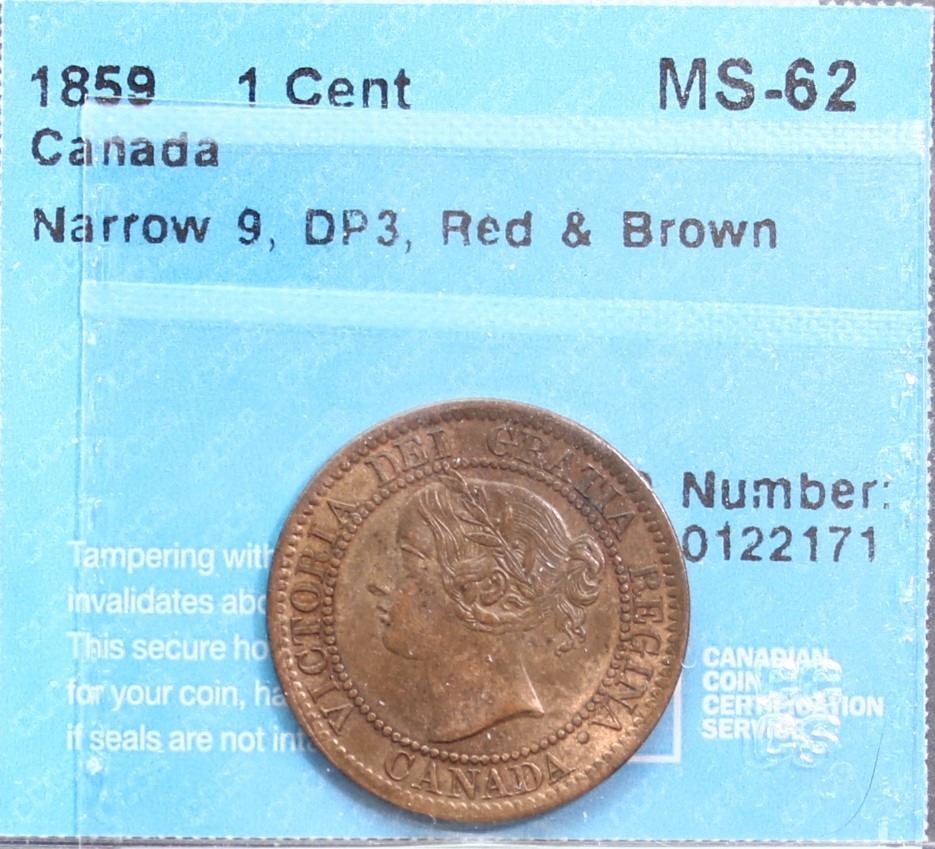 1859 1 Cent MS-62
Canada
Narrow 9, DP3, Red & Brown
Number:
0122171
Tampering with
invalidates abo
This secure ho
for your coin, ha
if seals are not inta
CANADIAN
COIN
CERTIFICATION
SERVICE
VICTORIA DEI GRATIA REGINA.
CANADA